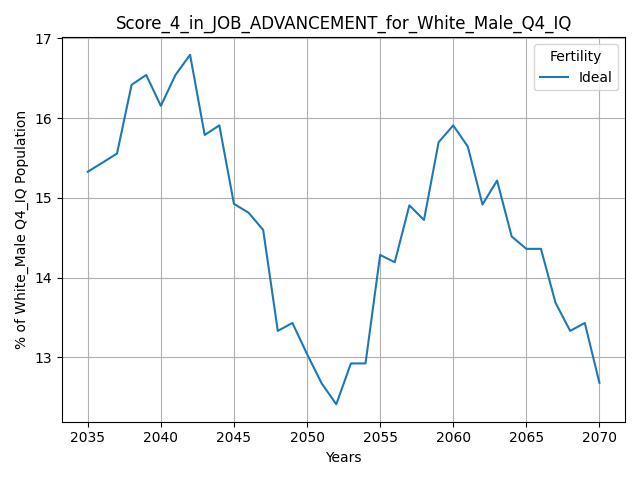 Score_4_in_JOB_ADVANCEMENT_for_White_Male_Q4_IQ
Fertility
Ideal
% of White_Male Q4_IQ Population
17
16
15
14
13
2035 2040 2045 2050 2055 2060 2065 2070
Years